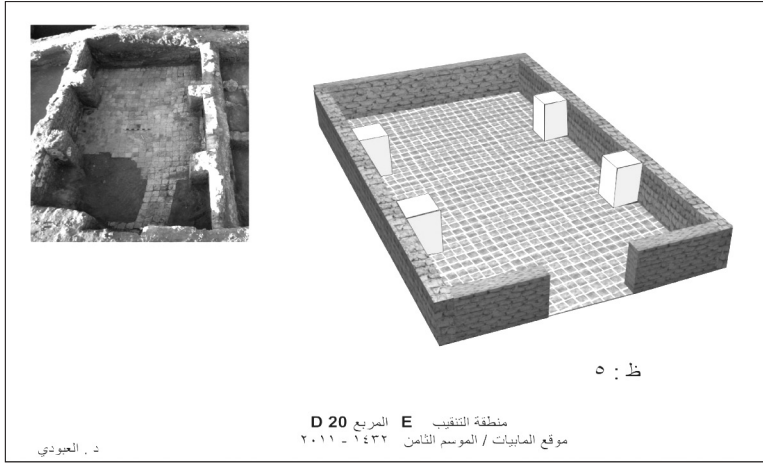 ظ : ٥
منطقة التنقيب E المربع D 20
موقع المابيات / الموسم الثامن ١٤٣٢ - ٢٠١١
د . العبودي